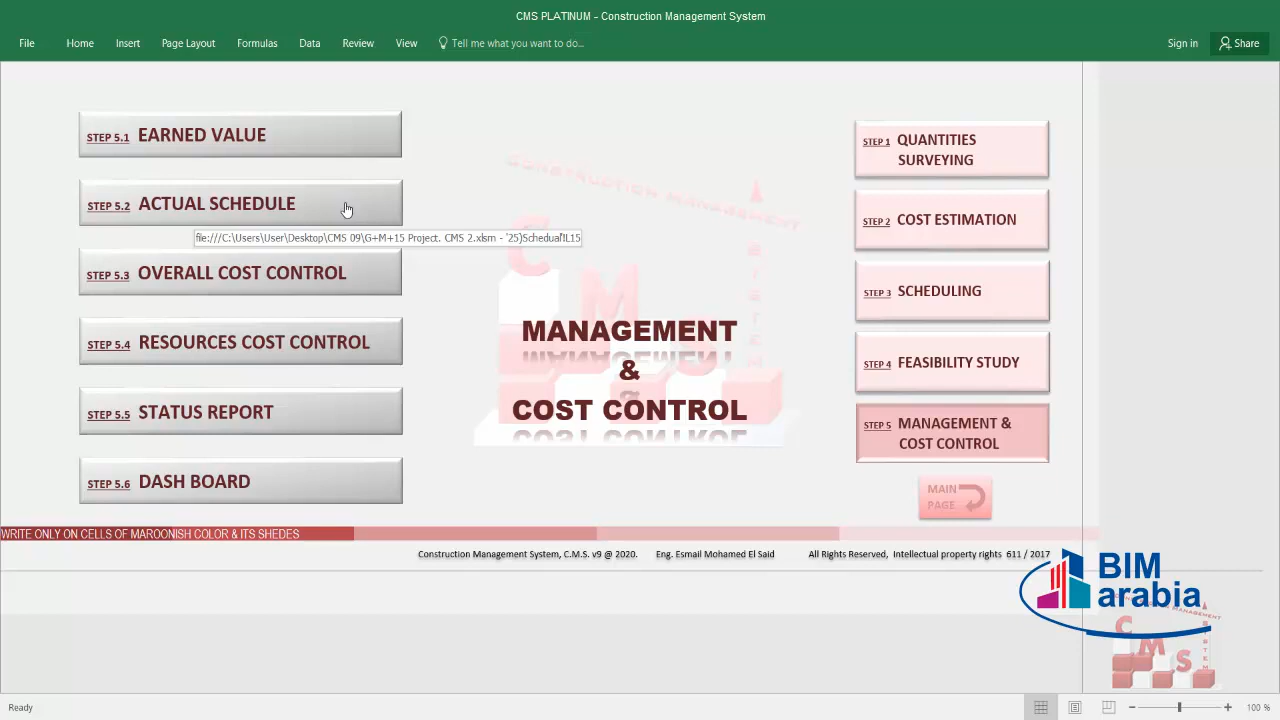 CMS PLATINUM - Construction Management System
File Home Insert Page Layout Formulas Data Review View Tell me what you want to do... Sign in Share
STEP 5.1 EARNED VALUE
STEP 5.2 ACTUAL SCHEDULE
file:///C:\Users\User\Desktop\CMS 09\G+M+15 Project. CMS 2.xlsm - '25)Schedual'!L15
STEP 5.3 OVERALL COST CONTROL
STEP 5.4 RESOURCES COST CONTROL
STEP 5.5 STATUS REPORT
STEP 5.6 DASH BOARD
CONSTRUCTION MANAGEMENT
SYSTEM
C
M
S
MANAGEMENT
&
COST CONTROL
STEP 1 QUANTITIES
SURVEYING
STEP 2 COST ESTIMATION
STEP 3 SCHEDULING
STEP 4 FEASIBILITY STUDY
STEP 5 MANAGEMENT &
COST CONTROL
MAIN
PAGE
WRITE ONLY ON CELLS OF MAROONISH COLOR & ITS SHEDES
Construction Management System, C.M.S. v9 @ 2020. Eng. Esmail Mohamed El Said All Rights Reserved, Intellectual property rights 611 / 2017
BIM
arabia
C
M
S
Ready
100 %